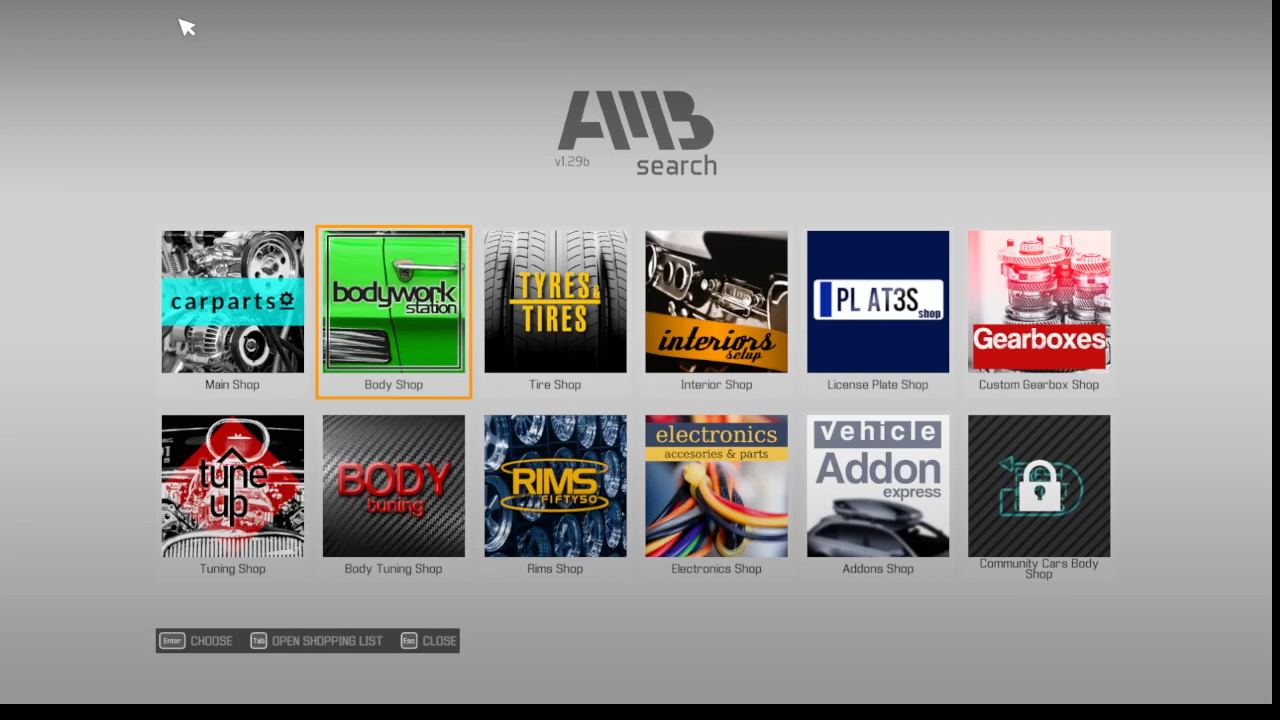 AMB
v1.29b
search
carparts
bodywork
station
TYRES&
TIRES
interiors
setup
PL AT3S
shop
Gearboxes
Main Shop
Body Shop
Tire Shop
Interior Shop
License Plate Shop
Custom Gearbox Shop
tune
up
BODY
tuning
RIMS
FIFTY50
electronics
accesories & parts
Vehicle
Addon
express
Tuning Shop
Body Tuning Shop
Rims Shop
Electronics Shop
Addons Shop
Community Cars Body
Shop
Enter CHOOSE Tab OPEN SHOPPING LIST Esc CLOSE